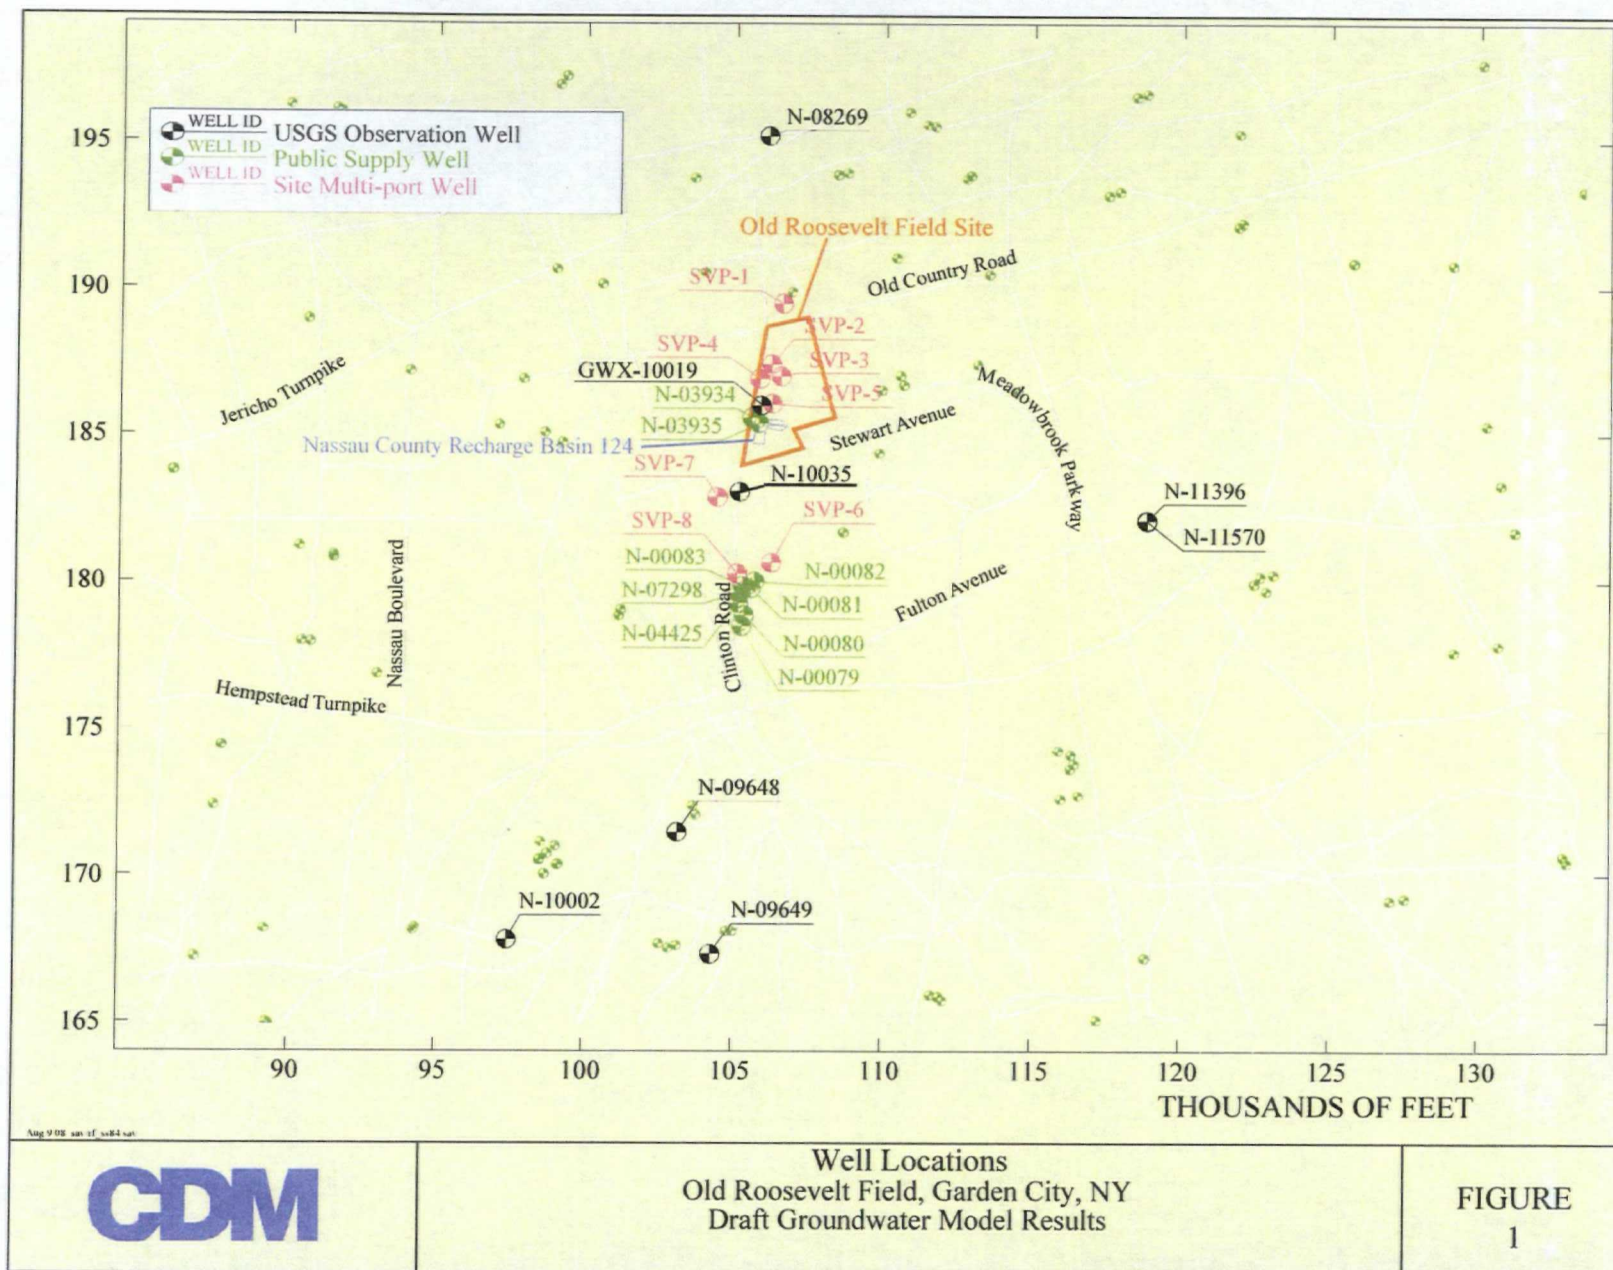 WELL ID
USGS Observation Well
WELL ID
Public Supply Well
WELL ID
Site Multi-port Well
N-08269
Old Roosevelt Field Site
Old Country Road
SVP-1
SVP-2
SVP-4
SVP-3
GWX-10019
N-03934
SVP-5
N-03935
Nassau County Recharge Basin 124
Stewart Avenue
Jericho Turnpike
Meadowbrook Parkway
SVP-7
N-10035
N-11396
SVP-8
SVP-6
N-11570
N-00083
N-00082
N-07298
N-00081
N-04425
N-00080
N-00079
Clinton Road
Fulton Avenue
Nassau Boulevard
Hempstead Turnpike
N-09648
N-10002
N-09649
195
190
185
180
175
170
165
90 95 100 105 110 115 120 125 130
THOUSANDS OF FEET
CDM
Well Locations
Old Roosevelt Field, Garden City, NY
Draft Groundwater Model Results
FIGURE
1